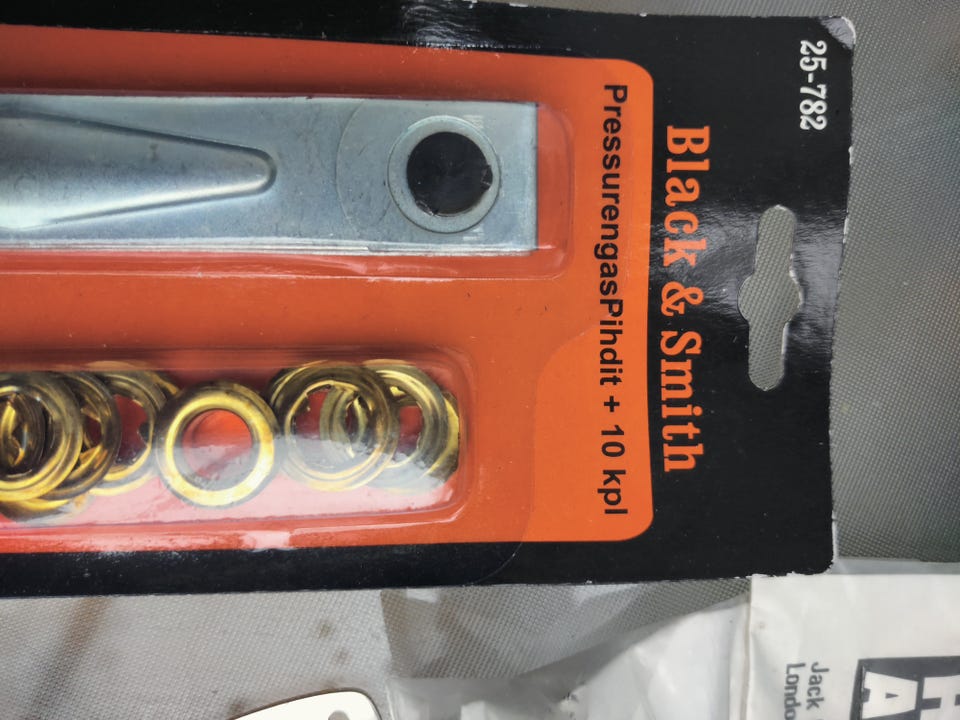 25-782
Black & Smith
PressurengasPihdit + 10 kpl
Jack
Londo